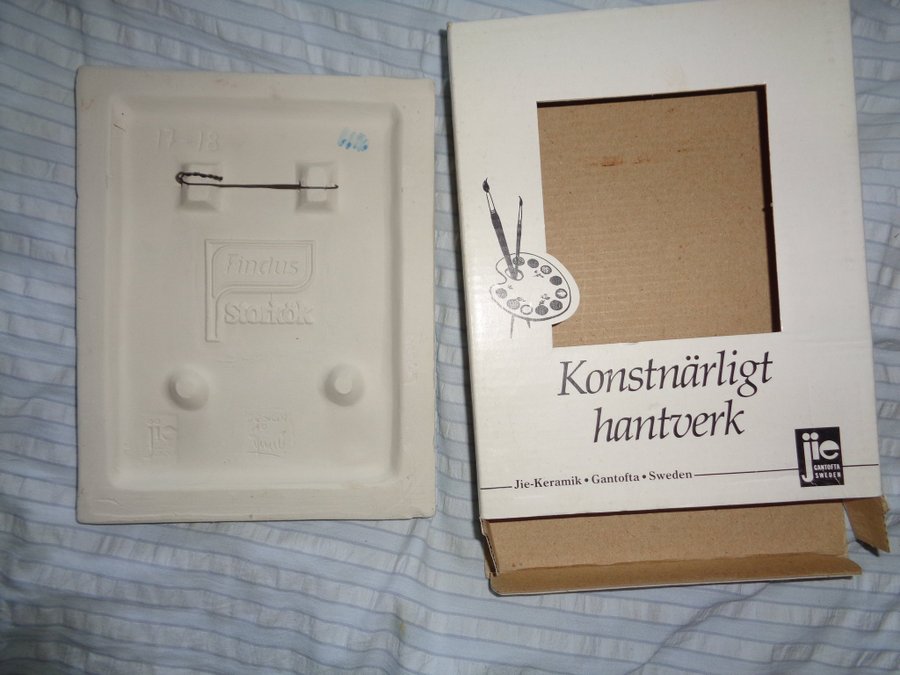 17-18
Findus
Storkök
jie
Konstnärligt
hantverk
Jie-Keramik • Gantofta • Sweden
jie
GANTOFTA
SWEDEN